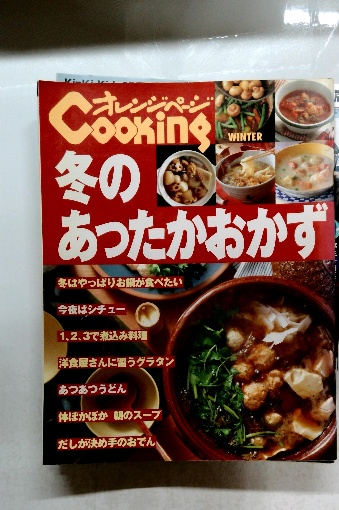 KinKi Kids
オレンジページ
Cooking
WINTER
冬の
あったかおかず
冬はやっぱりお鍋が食べたい
今夜はシチュー
1、2、3で煮込み料理
洋食屋さんに習うグラタン
あつあつうどん
体ぽかぽか 朝のスープ
だしが決め手のおでん